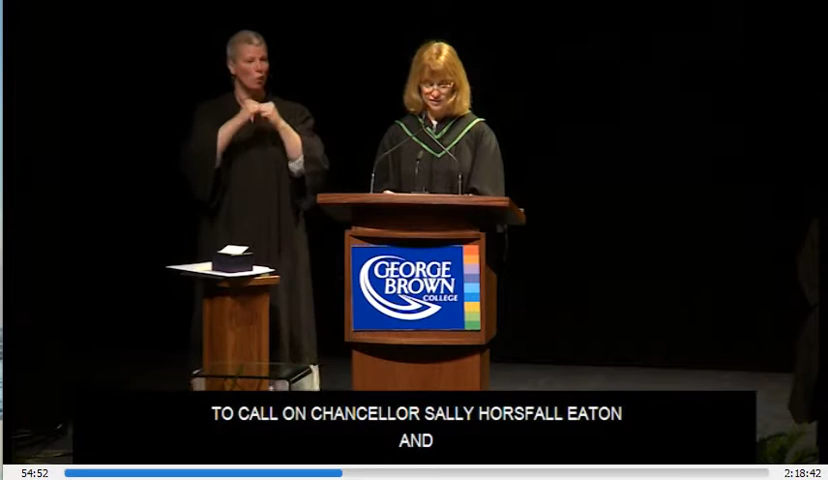 GEORGE
BROWN
COLLEGE
TO CALL ON CHANCELLOR SALLY HORSFALL EATON
AND
54:52
2:18:42